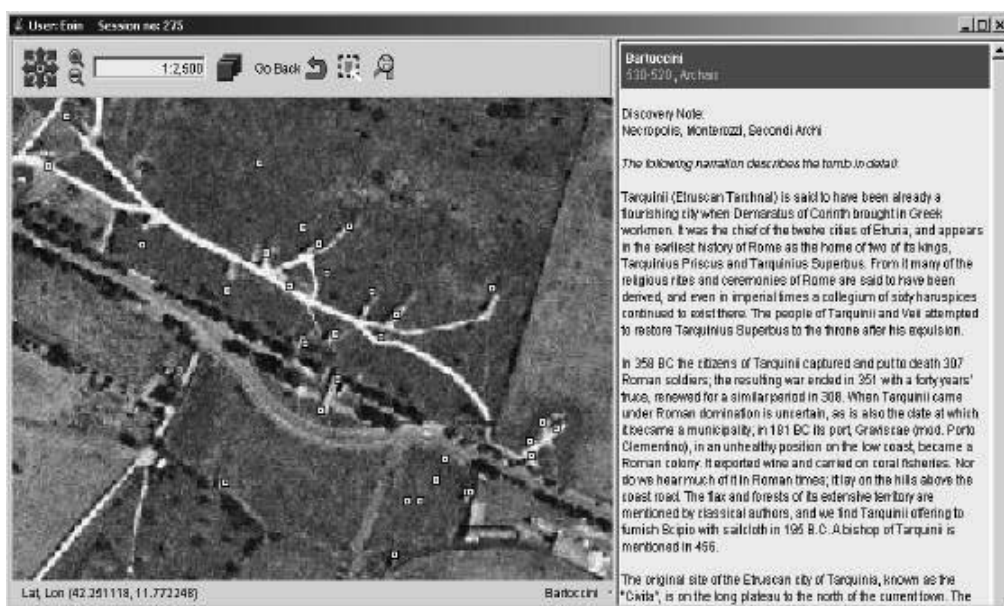 User: Eoin Session no: 275
1:2,500
Go Back
Lat, Lon (42.251118, 11.772248)
Bartoccini
Bartoccini
530-520, Archaic
Discovery Note:
Necropolis, Monterozzi, Secondi Archi
The following narration describes the tomb in detail:
Tarquinii (Etruscan Tarchnal) is said to have been already a
flourishing city when Demaratus of Corinth brought in Greek
workmen. It was the chief of the twelve cities of Etruria, and appears
in the earliest history of Rome as the home of two of its kings,
Tarquinius Priscus and Tarquinius Superbus. From it many of the
religious rites and ceremonies of Rome are said to have been
derived, and even in imperial times a collegium of sixty haruspices
continued to exist there. The people of Tarquinii and Veii attempted
to restore Tarquinius Superbus to the throne after his expulsion.
In 358 BC the citizens of Tarquinii captured and put to death 307
Roman soldiers; the resulting war ended in 351 with a forty years'
truce, renewed for a similar period in 308. When Tarquinii came
under Roman domination is uncertain, as is also the date at which
it became a municipality; in 181 BC its port, Graviscae (mod. Porto
Clementino), in an unhealthy position on the low coast, became a
Roman colony. It exported wine and carried on coral fisheries. Nor
do we hear much of it in Roman times; it lay on the hills above the
coast road. The flax and forests of its extensive territory are
mentioned by classical authors, and we find Tarquinii offering to
furnish Scipio with sailcloth in 195 B.C. A bishop of Tarquinii is
mentioned in 456.
The original site of the Etruscan city of Tarquinia, known as the
"Civita", is on the long plateau to the north of the current town. The